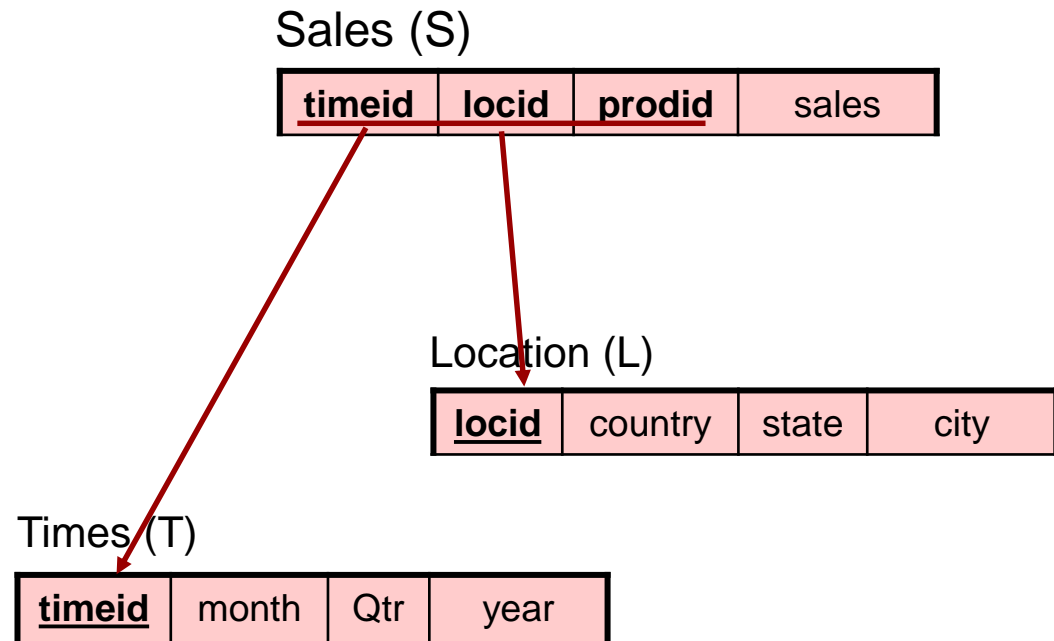 Sales (S)
timeid locid prodid sales
Location (L)
locid country state city
Times (T)
timeid month Qtr year